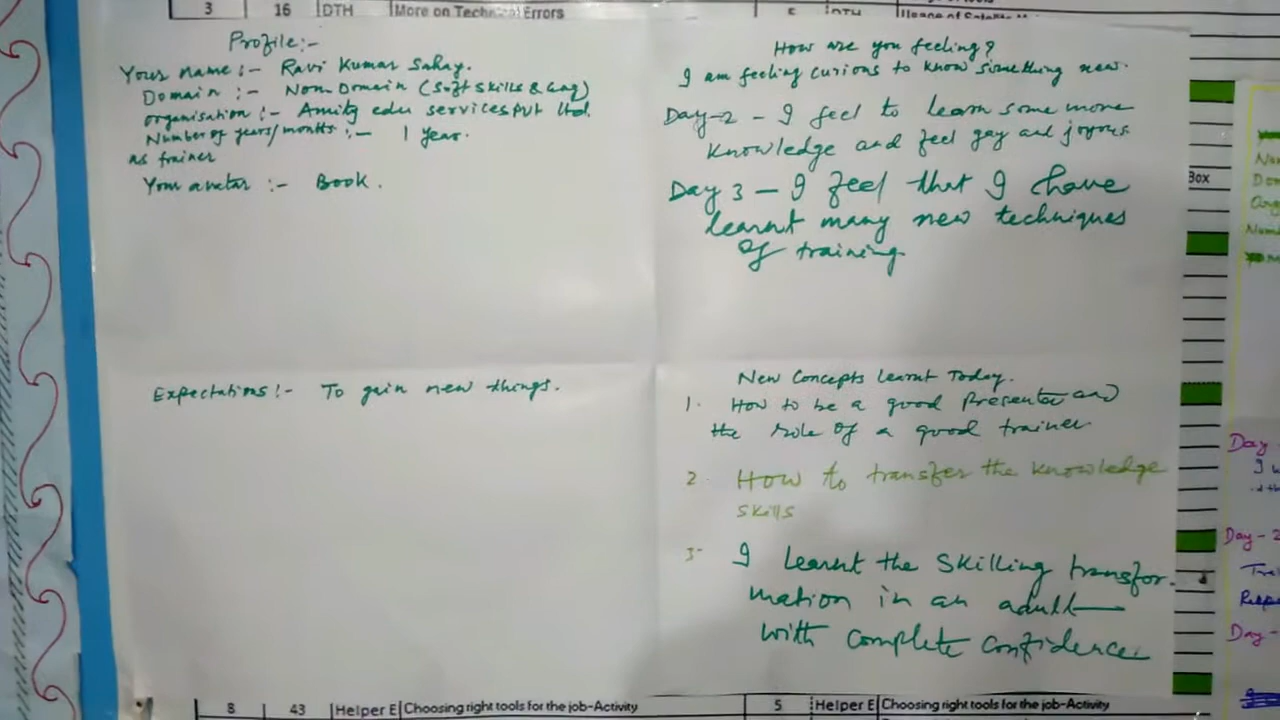 3 16 DTH More on Technical Errors
Profile:-
Your name :- Ravi Kumar Sahay.
Domain :- Non Domain (Soft Skills & Eng)
organisation :- Amity edu services Pvt ltd.
Number of years/months :- 1 Year.
as trainer
Your avatar :- Book.
How are you feeling?
I am feeling curious to know something new.
Day-2 - I feel to learn some more
knowledge and feel gay and joyous.
Day 3 - I feel that I have
learnt many new techniques
of training.
Expectations :- To gain new things.
New Concepts Learnt Today.
1. How to be a good Presenter and
the role of a good trainer
2. How to transfer the knowledge
skills
3- I learnt the skilling transfor-
mation in an adult
with complete confidence.
Box
Day
Day-2
Day-
8 43 Helper E Choosing right tools for the job-Activity
5 Helper E Choosing right tools for the job-Activity